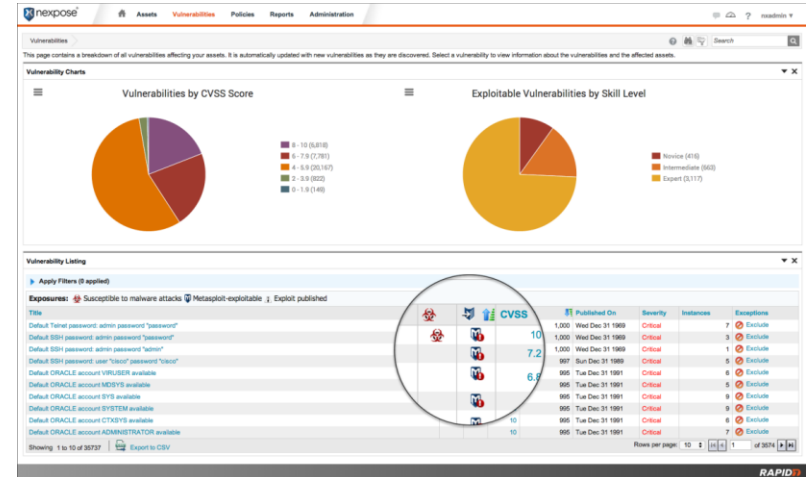 nexpose Assets Vulnerabilities Policies Reports Administration ? nxadmin
Vulnerabilities Search
This page contains a breakdown of all vulnerabilities affecting your assets. It is automatically updated with new vulnerabilities as they are discovered. Select a vulnerability to view information about the vulnerabilities and the affected assets.
Vulnerability Charts
Vulnerabilities by CVSS Score
8 - 10 (6,818)
6 - 7.9 (7,781)
4 - 5.9 (20,167)
2 - 3.9 (822)
0 - 1.9 (149)
Exploitable Vulnerabilities by Skill Level
Novice (415)
Intermediate (663)
Expert (3,117)
Vulnerability Listing
Apply Filters (0 applied)
Exposures: Susceptible to malware attacks Metasploit-exploitable Exploit published
Title CVSS Published On Severity Instances Exceptions
Default Telnet password: admin password "password" 10 1,000 Wed Dec 31 1969 Critical 7 Exclude
Default SSH password: admin password "password" 1,000 Wed Dec 31 1969 Critical 3 Exclude
Default SSH password: admin password "admin" 7.2 1,000 Wed Dec 31 1969 Critical 1 Exclude
Default SSH password: user "cisco" password "cisco" 997 Sun Dec 31 1989 Critical 5 Exclude
Default ORACLE account VIRUSER available 6.8 995 Tue Dec 31 1991 Critical 6 Exclude
Default ORACLE account MDSYS available 995 Tue Dec 31 1991 Critical 5 Exclude
Default ORACLE account SYS available 995 Tue Dec 31 1991 Critical 9 Exclude
Default ORACLE account SYSTEM available 995 Tue Dec 31 1991 Critical 9 Exclude
Default ORACLE account CTXSYS available 10 995 Tue Dec 31 1991 Critical 6 Exclude
Default ORACLE account ADMINISTRATOR available 10 995 Tue Dec 31 1991 Critical 7 Exclude
Showing 1 to 10 of 35737 Export to CSV Rows per page: 10 1 of 3574
RAPID7